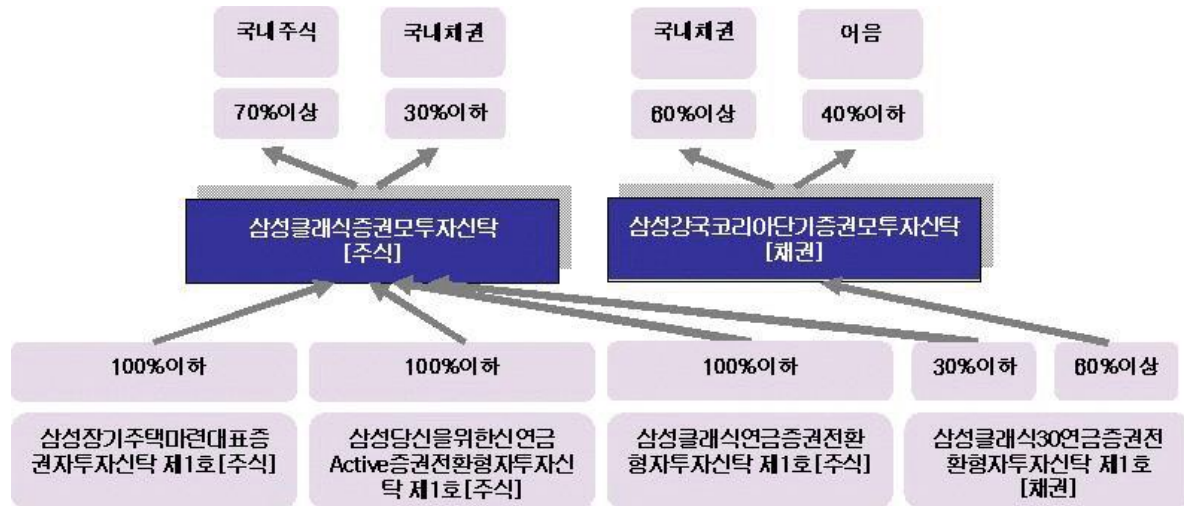 국내주식 국내채권 국내채권 어음
70%이상 30%이하 60%이상 40%이하
삼성클래식증권모투자신탁
[주식]
삼성강국코리아단기증권모투자신탁
[채권]
100%이하 100%이하 100%이하 30%이하 60%이상
삼성장기주택마련대표증
권자투자신탁 제1호[주식]
삼성당신을위한신연금
Active증권전환형자투자신
탁 제1호[주식]
삼성클래식연금증권전환
형자투자신탁 제1호[주식]
삼성클래식30연금증권전
환형자투자신탁 제1호
[채권]